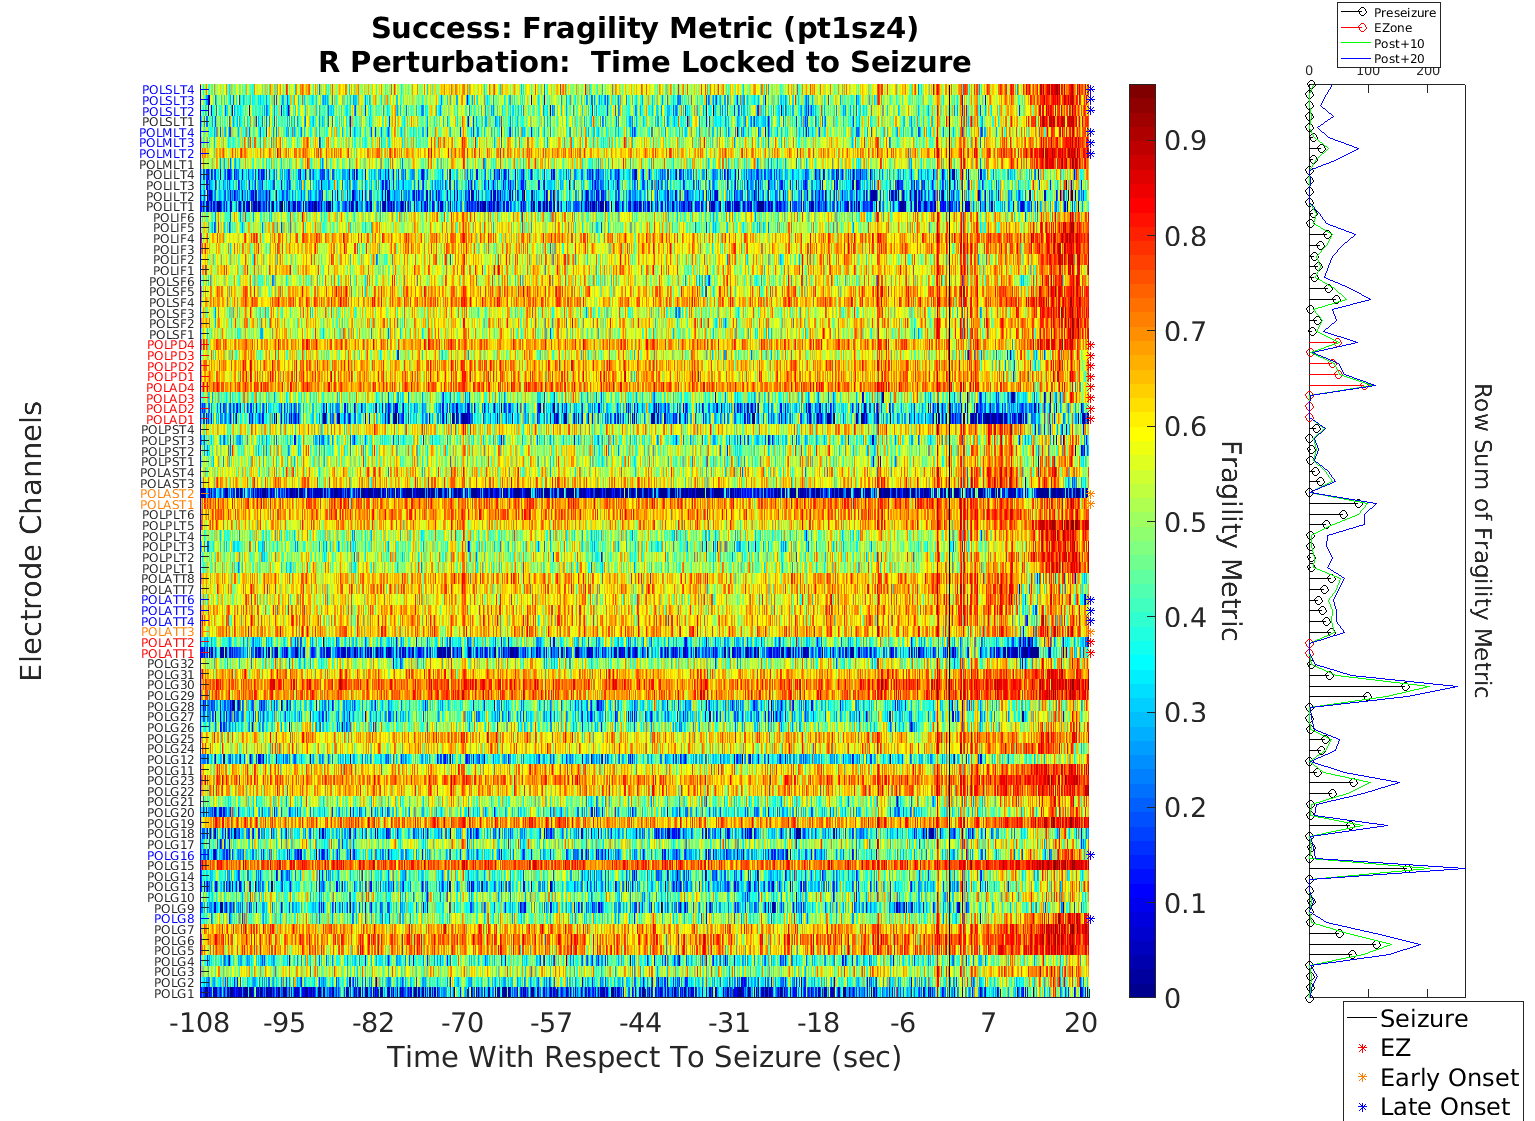 Success: Fragility Metric (pt1sz4)
R Perturbation: Time Locked to Seizure
Electrode Channels
POLSLT4
POLSLT3
POLSLT2
POLSLT1
POLMLT4
POLMLT3
POLMLT2
POLMLT1
POLILT4
POLILT3
POLILT2
POLILT1
POLIF6
POLIF5
POLIF4
POLIF3
POLIF2
POLIF1
POLSF6
POLSF5
POLSF4
POLSF3
POLSF2
POLSF1
POLPD4
POLPD3
POLPD2
POLPD1
POLAD4
POLAD3
POLAD2
POLAD1
POLPST4
POLPST3
POLPST2
POLPST1
POLAST4
POLAST3
POLAST2
POLAST1
POLPLT6
POLPLT5
POLPLT4
POLPLT3
POLPLT2
POLPLT1
POLATT8
POLATT7
POLATT6
POLATT5
POLATT4
POLATT3
POLATT2
POLATT1
POLG32
POLG31
POLG30
POLG29
POLG28
POLG27
POLG26
POLG25
POLG24
POLG12
POLG11
POLG23
POLG22
POLG21
POLG20
POLG19
POLG18
POLG17
POLG16
POLG15
POLG14
POLG13
POLG10
POLG9
POLG8
POLG7
POLG6
POLG5
POLG4
POLG3
POLG2
POLG1
-108 -95 -82 -70 -57 -44 -31 -18 -6 7 20
Time With Respect To Seizure (sec)
0.9
0.8
0.7
0.6
0.5
0.4
0.3
0.2
0.1
0
Fragility Metric
Preseizure
EZone
Post+10
Post+20
0 100 200
Row Sum of Fragility Metric
Seizure
EZ
Early Onset
Late Onset